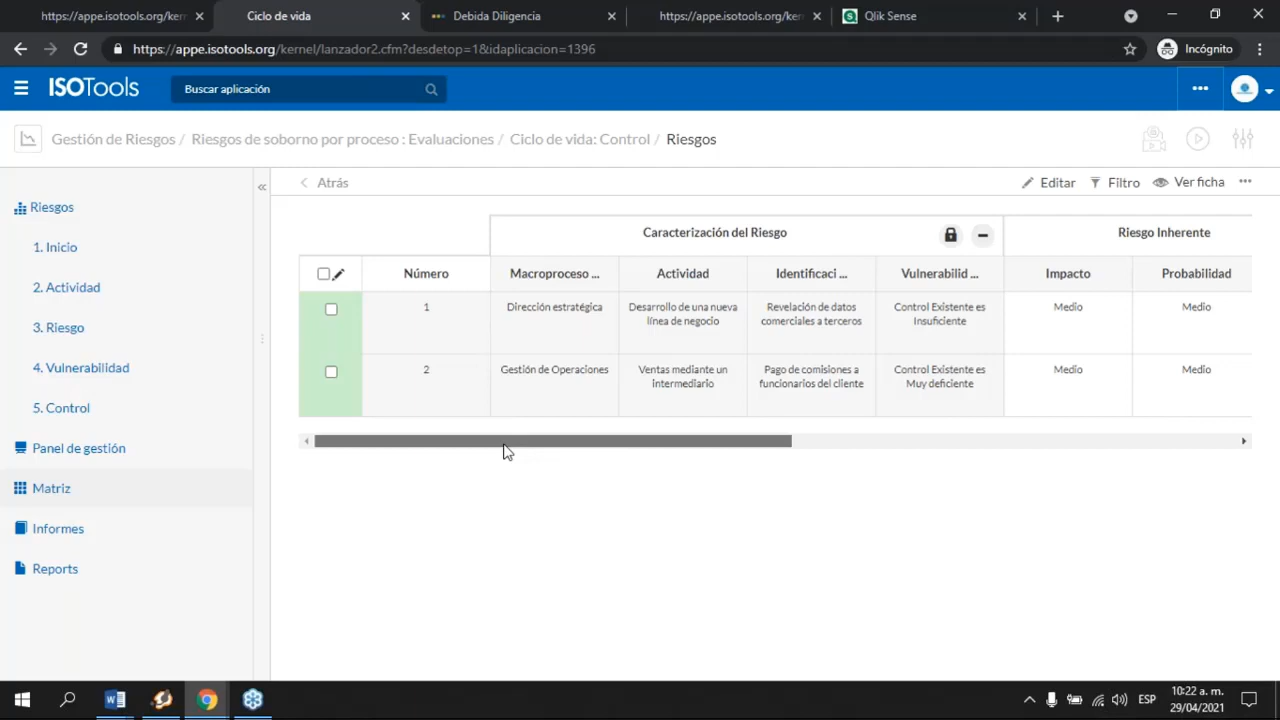 https://appe.isotools.org/kern
Ciclo de vida
Debida Diligencia
https://appe.isotools.org/kern
Qlik Sense
https://appe.isotools.org/kernel/lanzador2.cfm?desdetop=1&idaplicacion=1396
Incógnito
ISOTools
Buscar aplicación
Gestión de Riesgos / Riesgos de soborno por proceso : Evaluaciones / Ciclo de vida: Control / Riesgos
Atrás
Editar
Filtro
Ver ficha
Riesgos
1. Inicio
2. Actividad
3. Riesgo
4. Vulnerabilidad
5. Control
Panel de gestión
Matriz
Informes
Reports
Caracterización del Riesgo
Riesgo Inherente
Número
Macroproceso ...
Actividad
Identificaci ...
Vulnerabilid ...
Impacto
Probabilidad
1
Dirección estratégica
Desarrollo de una nueva
línea de negocio
Revelación de datos
comerciales a terceros
Control Existente es
Insuficiente
Medio
Medio
2
Gestión de Operaciones
Ventas mediante un
intermediario
Pago de comisiones a
funcionarios del cliente
Control Existente es
Muy deficiente
Medio
Medio
ESP
10:22 a. m.
29/04/2021